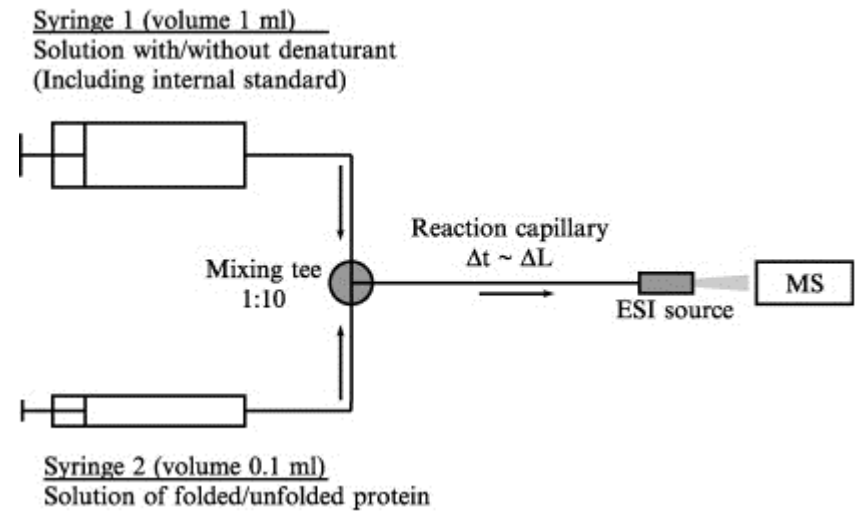 Syringe 1 (volume 1 ml)
Solution with/without denaturant
(Including internal standard)
Reaction capillary
Δt ~ ΔL
Mixing tee
1:10
MS
ESI source
Syringe 2 (volume 0.1 ml)
Solution of folded/unfolded protein